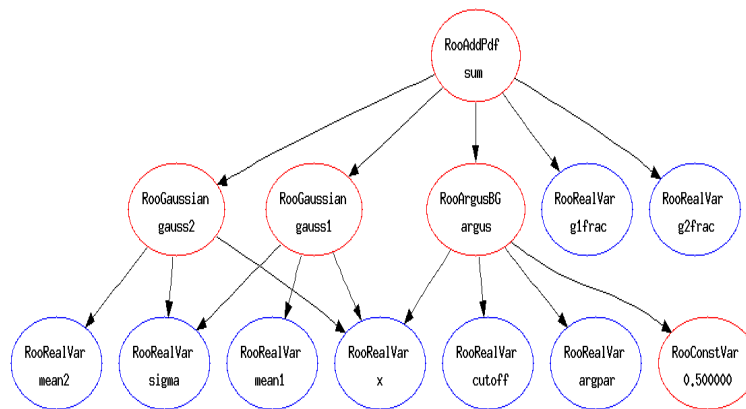 RooAddPdf
sum
RooGaussian
gauss2
RooGaussian
gauss1
RooArgusBG
argus
RooRealVar
g1frac
RooRealVar
g2frac
RooRealVar
mean2
RooRealVar
sigma
RooRealVar
mean1
RooRealVar
x
RooRealVar
cutoff
RooRealVar
argpar
RooConstVar
0.500000